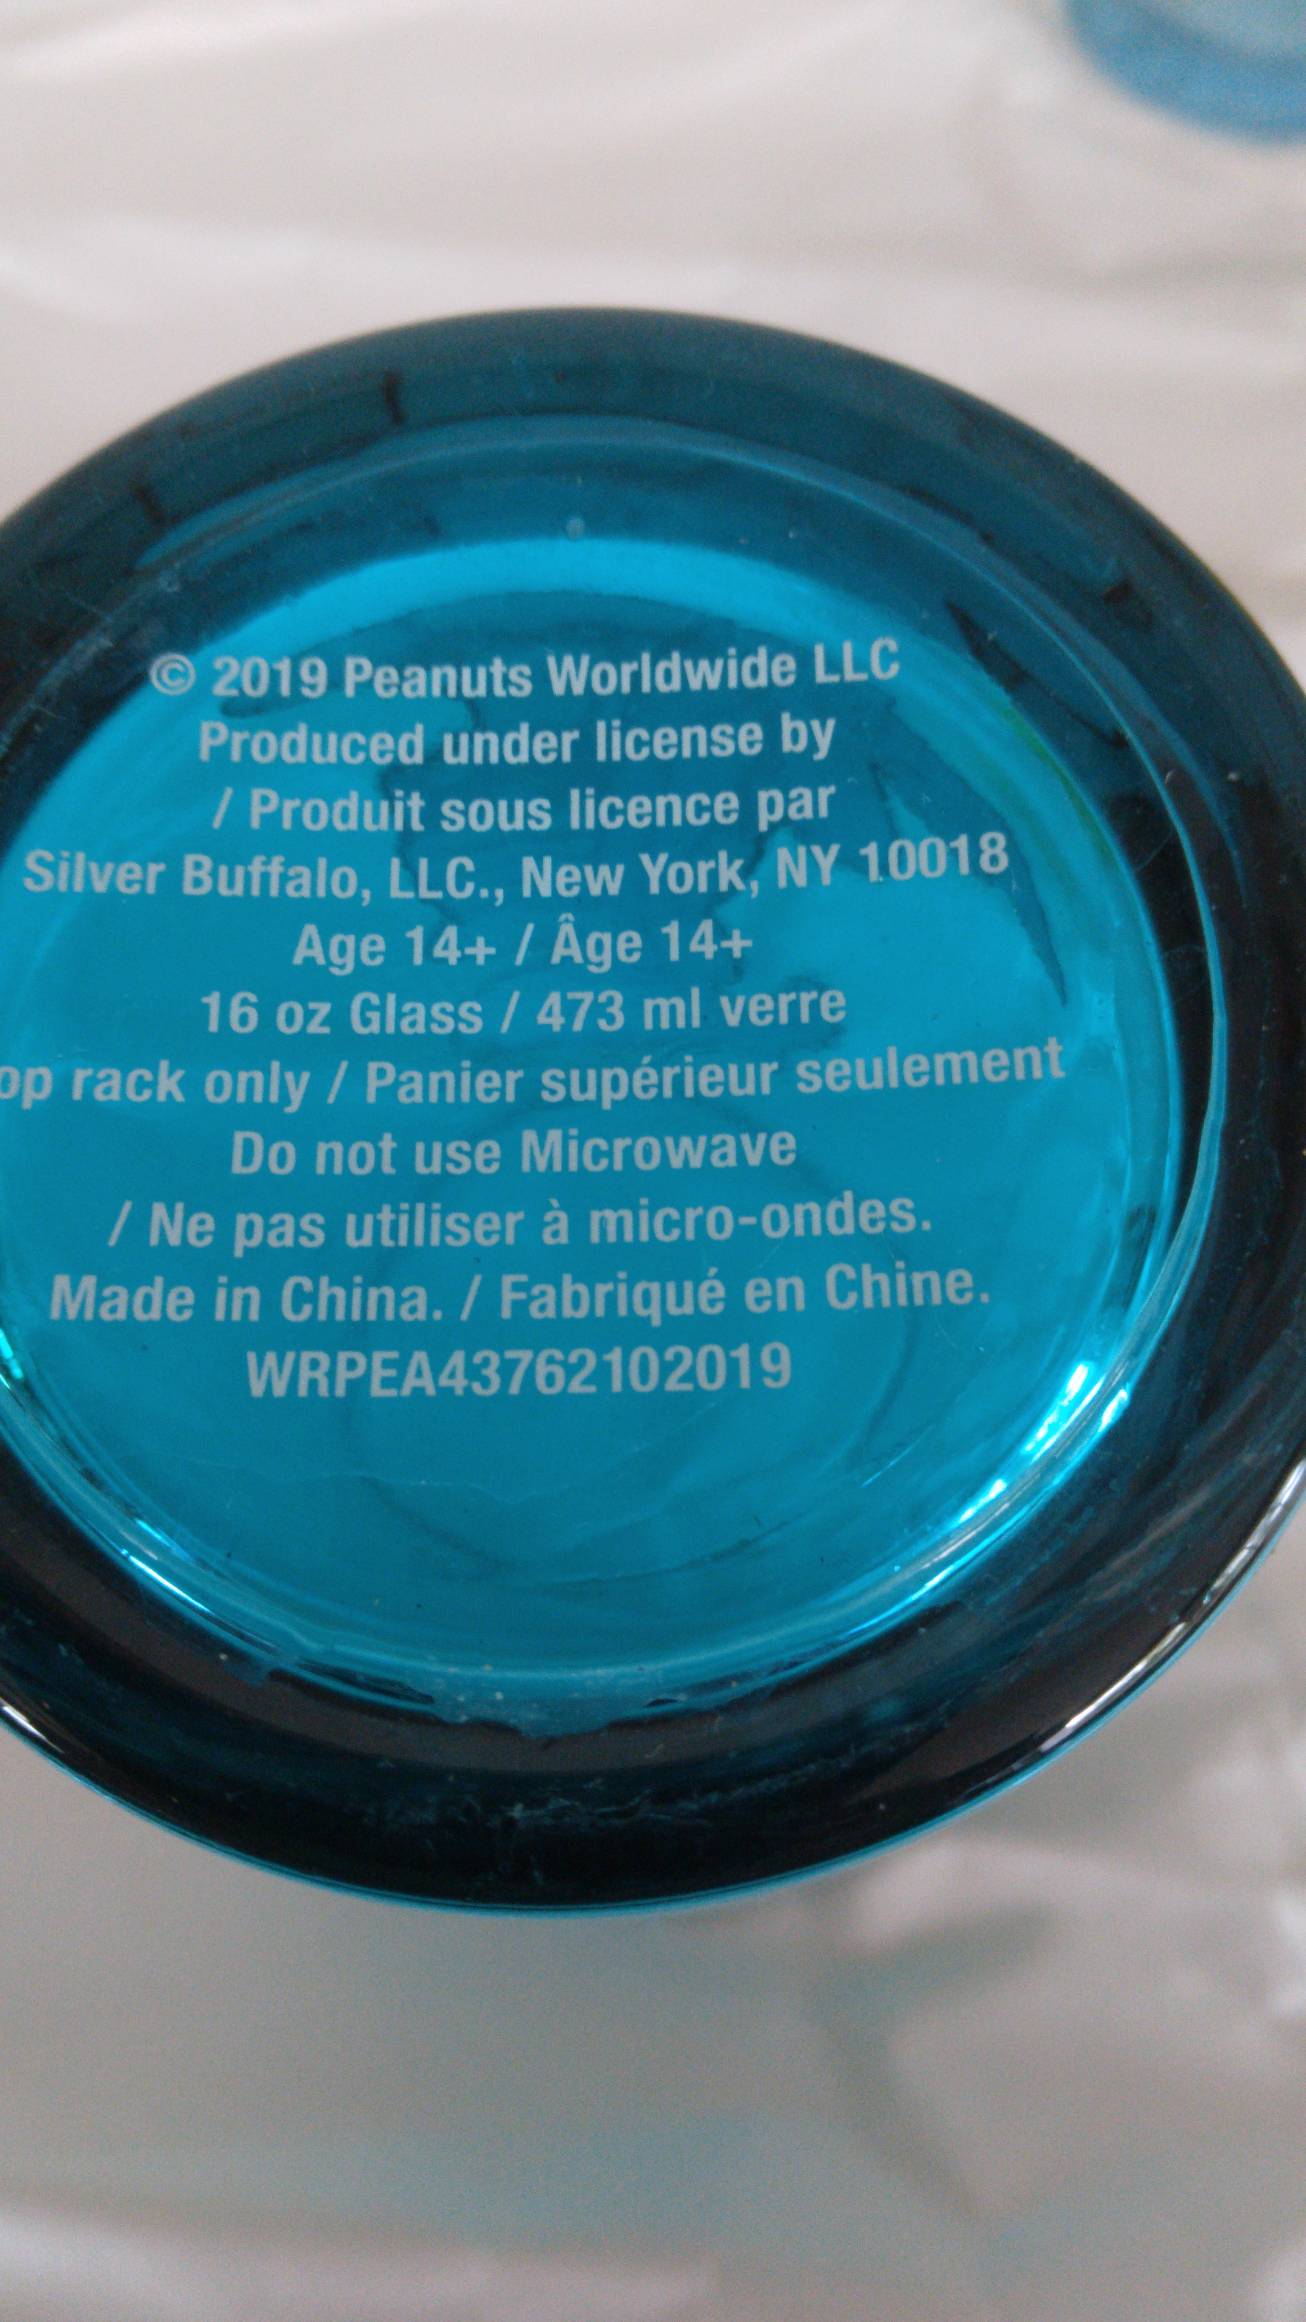 © 2019 Peanuts Worldwide LLC
Produced under license by
/ Produit sous licence par
Silver Buffalo, LLC., New York, NY 10018
Age 14+ / Âge 14+
16 oz Glass / 473 ml verre
op rack only / Panier supérieur seulement
Do not use Microwave
/ Ne pas utiliser à micro-ondes.
Made in China. / Fabriqué en Chine.
WRPEA43762102019